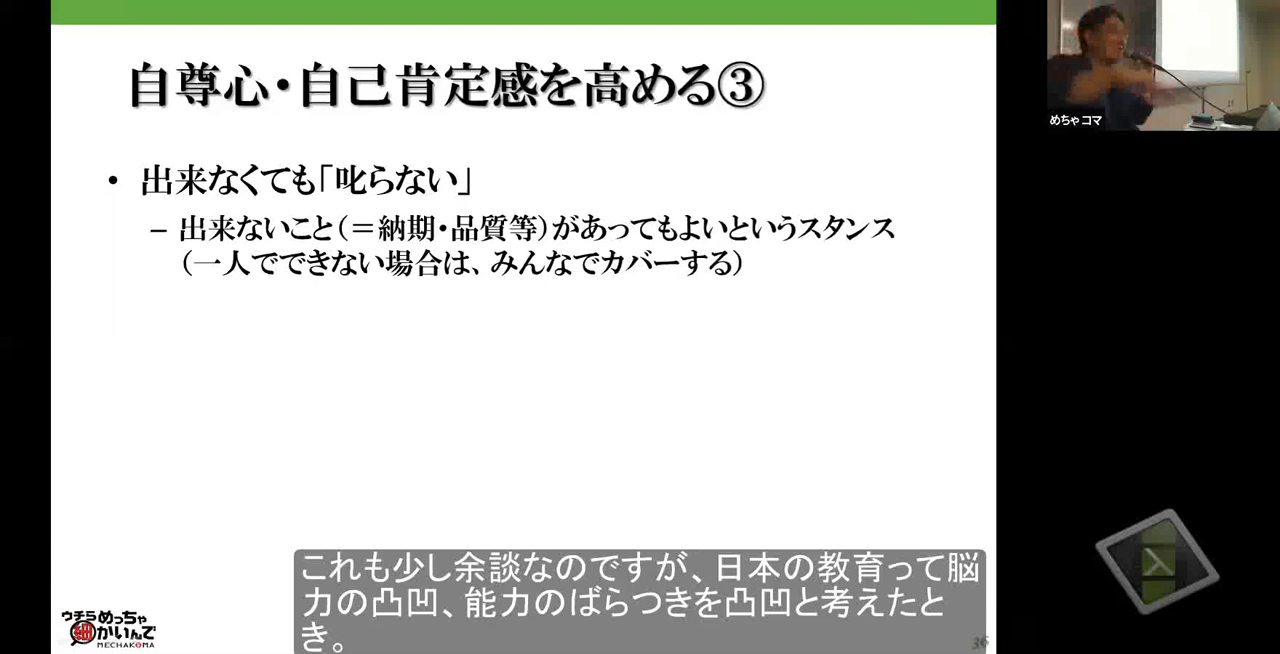 自尊心・自己肯定感を高める③
めちゃコマ
• 出来なくても「叱らない」
– 出来ないこと(＝納期・品質等)があってもよいというスタンス
(一人でできない場合は、みんなでカバーする)
これも少し余談なのですが、日本の教育って脳
力の凸凹、能力のばらつきを凸凹と考えたと
き。
ウチらめっちゃ
細かいんで
MECHAKOMA
36